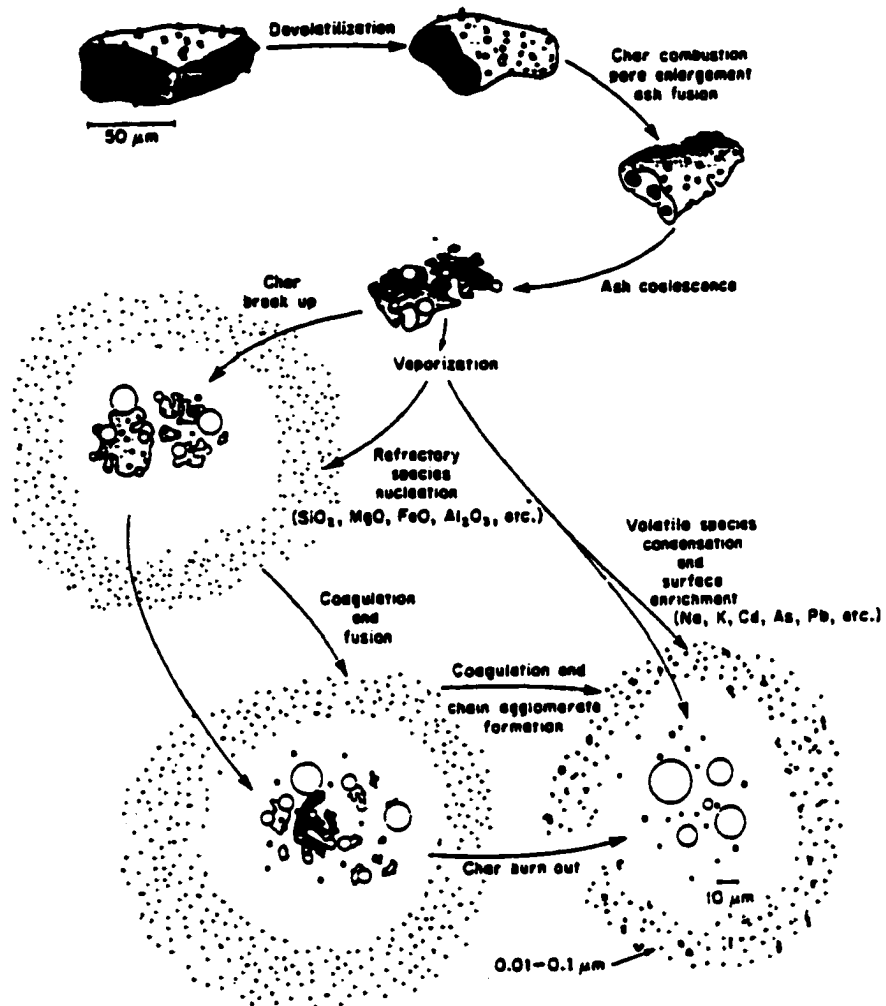 Devolatilization
Char combustion
pore enlargement
ash fusion
50 μm
Ash coalescence
Char
break up
Vaporization
Refractory
species
nucleation
(SiO₂, MgO, FeO, Al₂O₃, etc.)
Volatile species
condensation
and
surface
enrichment
(Na, K, Cd, As, Pb, etc.)
Coagulation
and
fusion
Coagulation and
chain agglomerate
formation
Char burn out
10 μm
0.01–0.1 μm